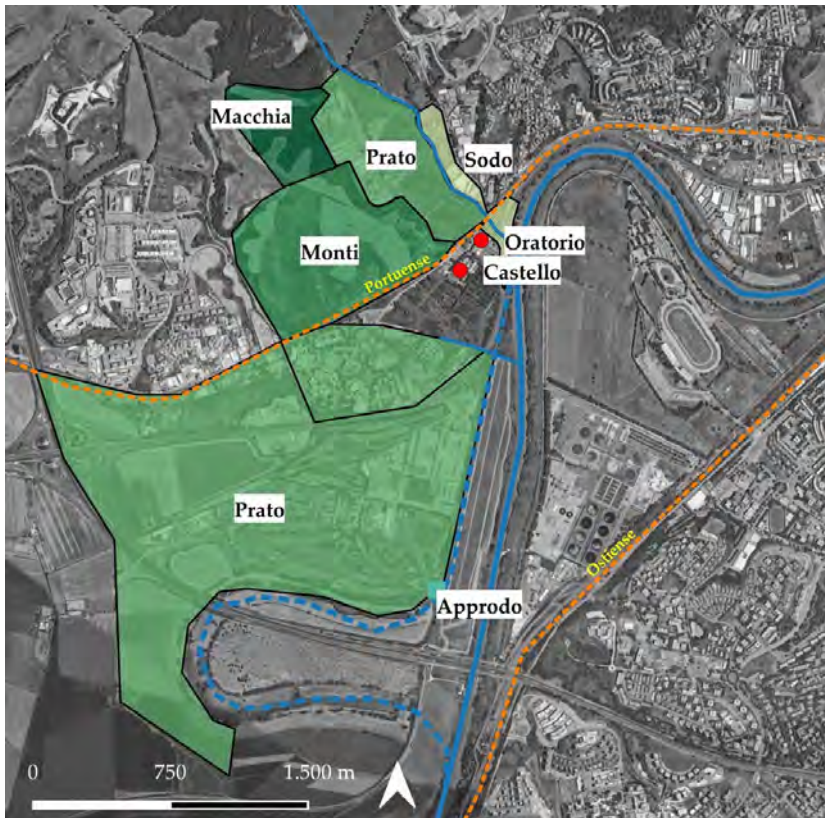 Macchia
Prato
Sodo
Monti
Oratorio
Portuense
Castello
Prato
Ostiense
Approdo
0 750 1.500 m